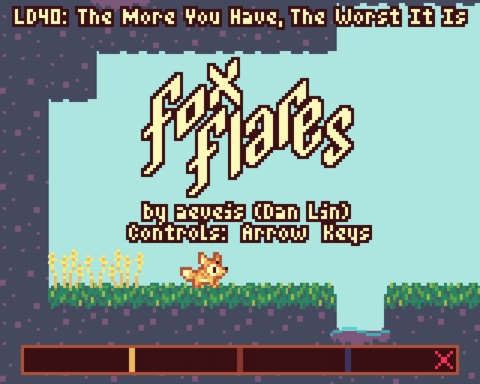 LD40: The More You Have, The Worst It Is
fox
flares
by aeveis (Dan Lin)
Controls: Arrow Keys